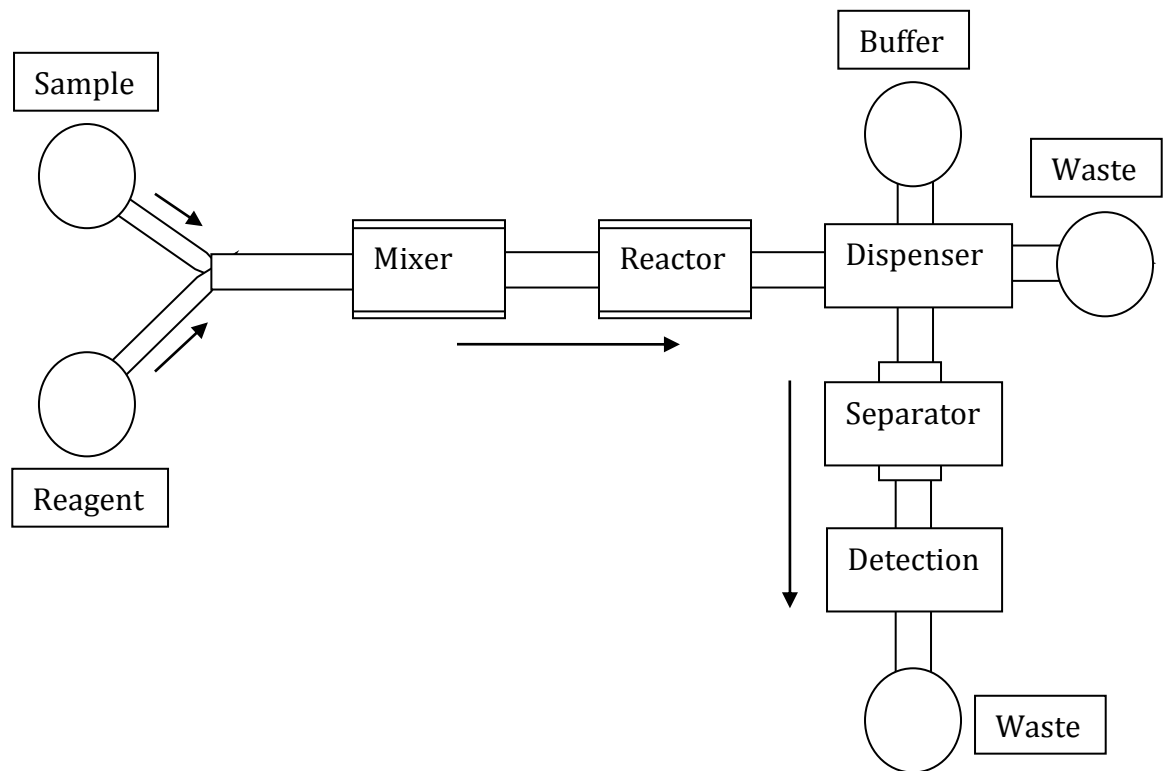 Buffer
Sample
Waste
Mixer
Reactor
Dispenser
Separator
Reagent
Detection
Waste